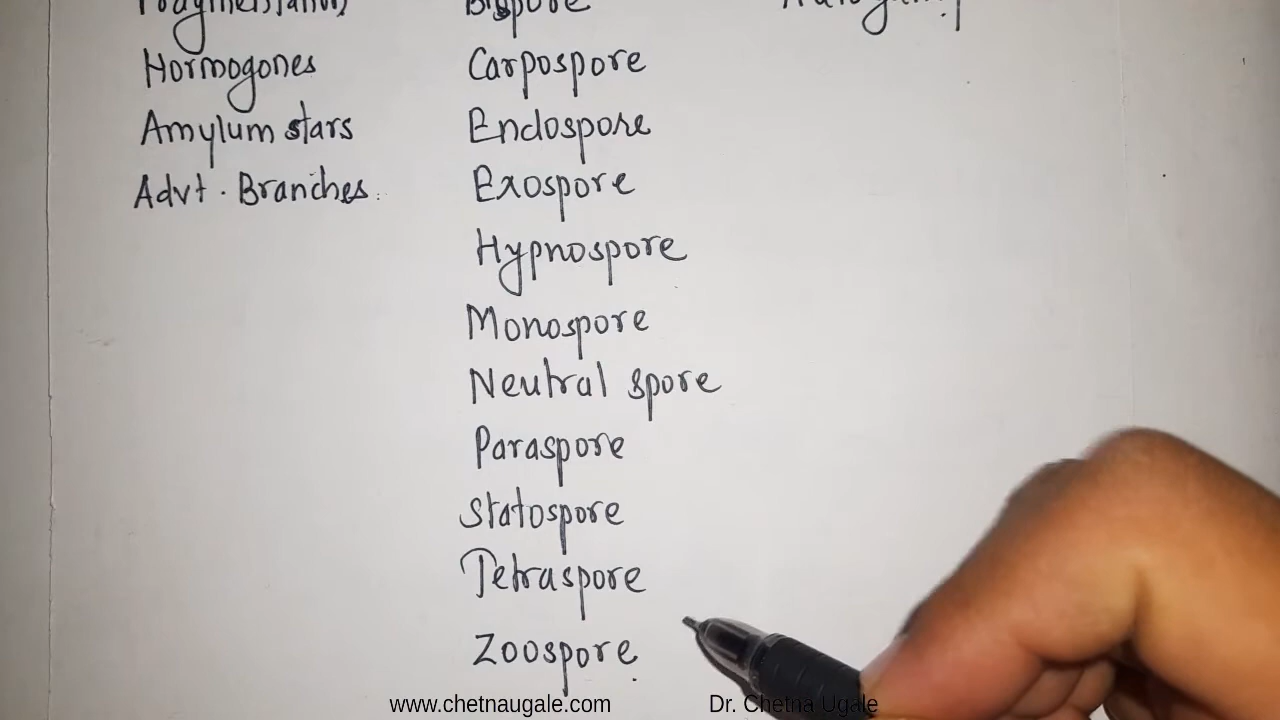 Bispore
Hormogones
Carpospore
Amylum stars
Endospore
Advt. Branches
Exospore
Hypnospore
Monospore
Neutral spore
Paraspore
Statospore
Tetraspore
Zoospore
www.chetnaugale.com
Dr. Chetna Ugale